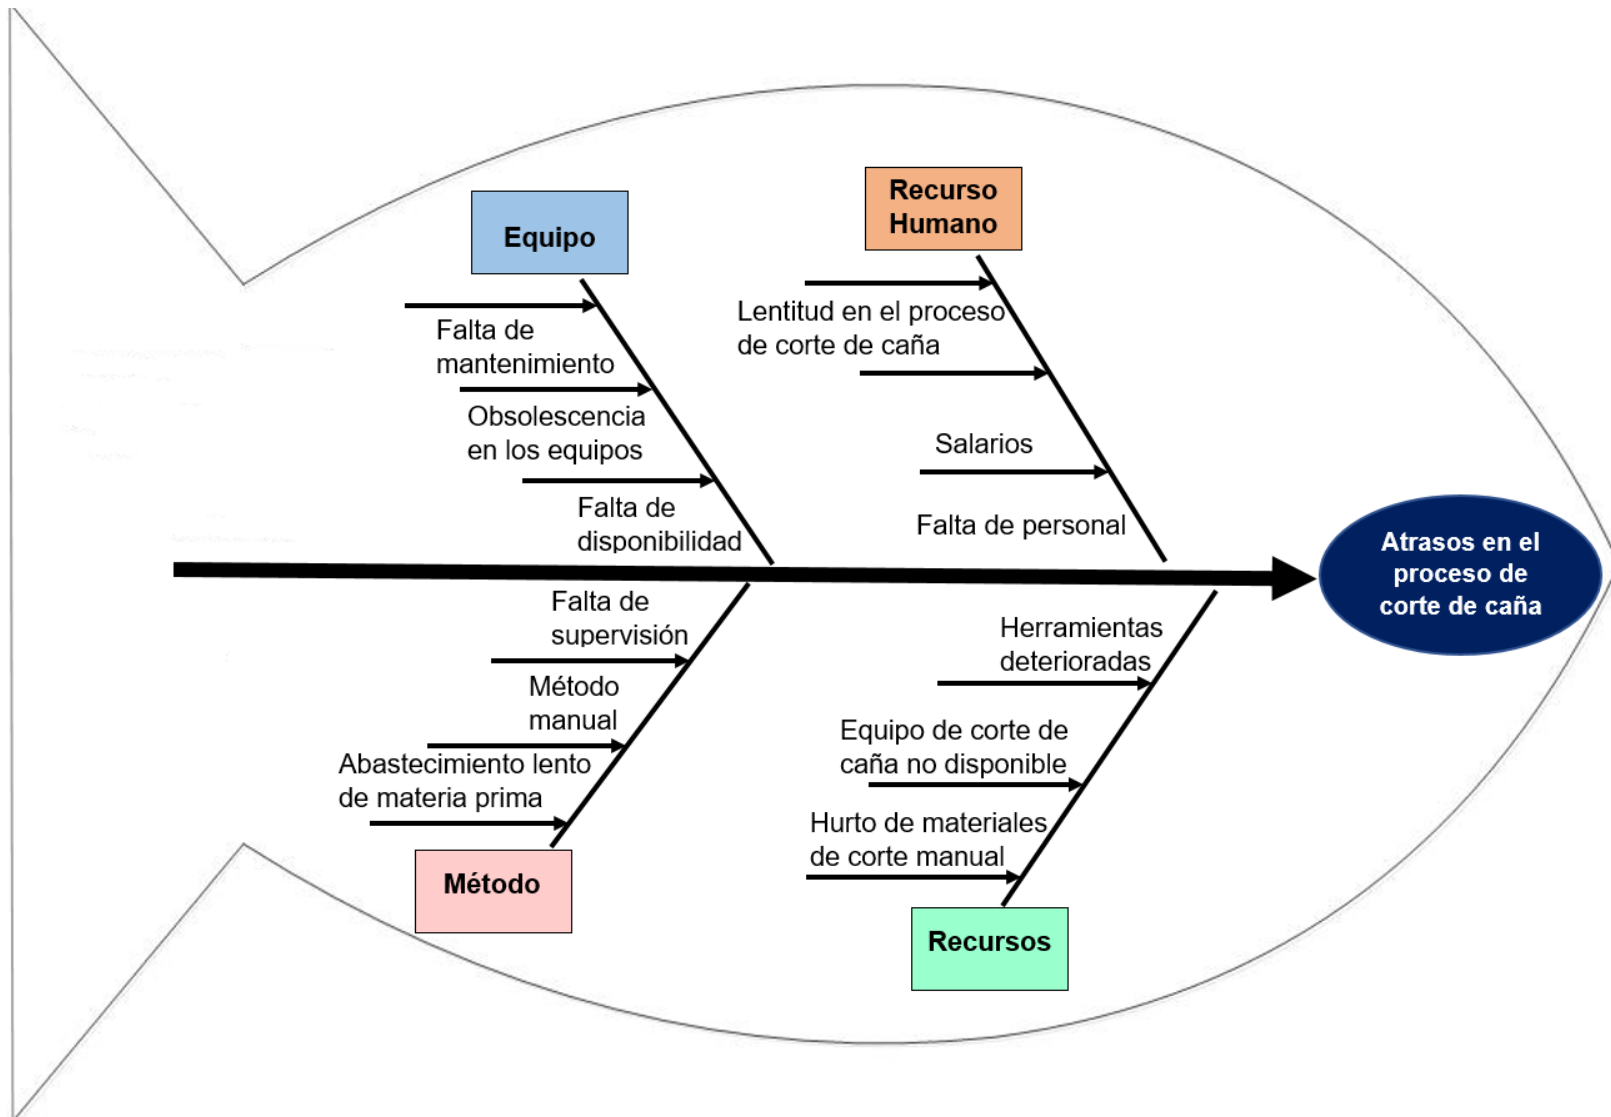 Equipo
Falta de
mantenimiento
Obsolescencia
en los equipos
Falta de
disponibilidad
Recurso
Humano
Lentitud en el proceso
de corte de caña
Salarios
Falta de personal
Atrasos en el
proceso de
corte de caña
Falta de
supervisión
Método
manual
Abastecimiento lento
de materia prima
Método
Herramientas
deterioradas
Equipo de corte de
caña no disponible
Hurto de materiales
de corte manual
Recursos